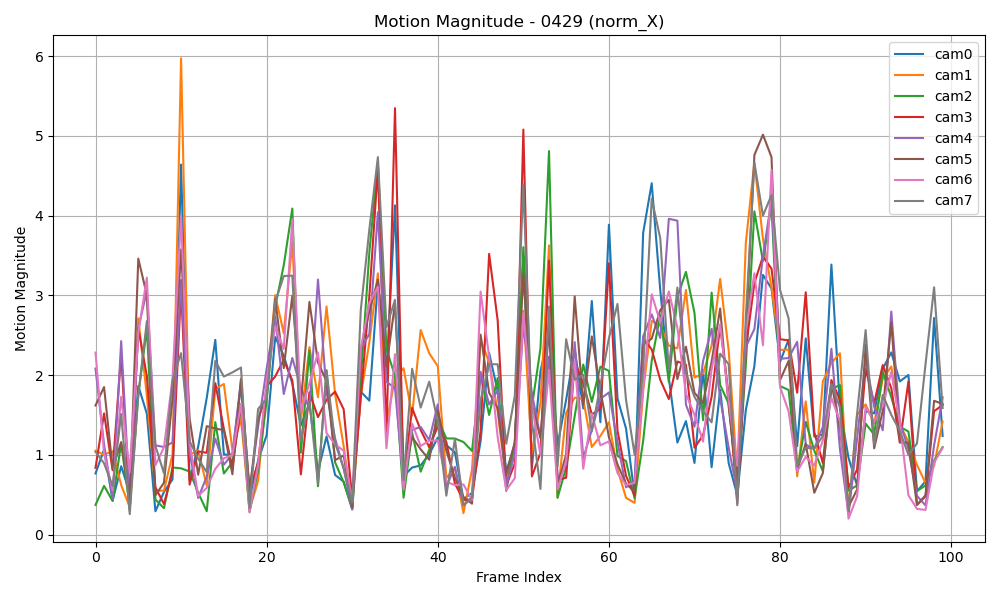 Motion Magnitude - 0429 (norm_X)
Motion Magnitude
6
5
4
3
2
1
0
0
20
40
60
80
100
Frame Index
cam0
cam1
cam2
cam3
cam4
cam5
cam6
cam7